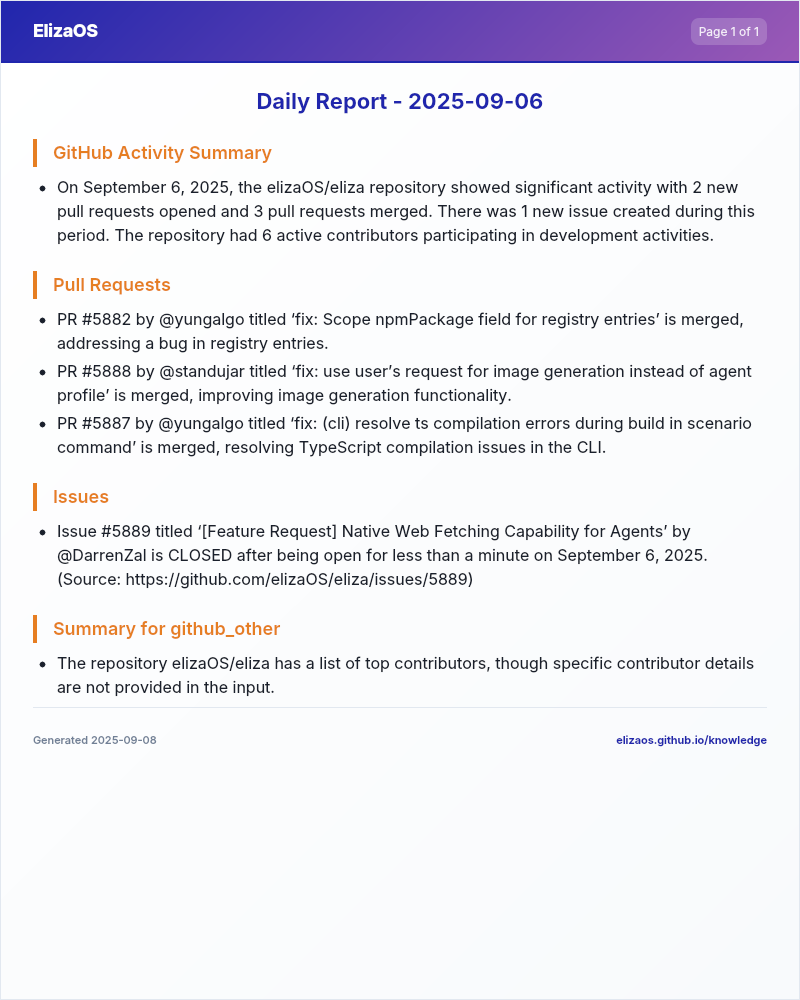 ElizaOS
Page 1 of 1
Daily Report - 2025-09-06
GitHub Activity Summary
• On September 6, 2025, the elizaOS/eliza repository showed significant activity with 2 new
pull requests opened and 3 pull requests merged. There was 1 new issue created during this
period. The repository had 6 active contributors participating in development activities.
Pull Requests
• PR #5882 by @yungalgo titled ‘fix: Scope npmPackage field for registry entries’ is merged,
addressing a bug in registry entries.
• PR #5888 by @standujar titled ‘fix: use user’s request for image generation instead of agent
profile’ is merged, improving image generation functionality.
• PR #5887 by @yungalgo titled ‘fix: (cli) resolve ts compilation errors during build in scenario
command’ is merged, resolving TypeScript compilation issues in the CLI.
Issues
• Issue #5889 titled ‘[Feature Request] Native Web Fetching Capability for Agents’ by
@DarrenZal is CLOSED after being open for less than a minute on September 6, 2025.
(Source: https://github.com/elizaOS/eliza/issues/5889)
Summary for github_other
• The repository elizaOS/eliza has a list of top contributors, though specific contributor details
are not provided in the input.
Generated 2025-09-08
elizaos.github.io/knowledge